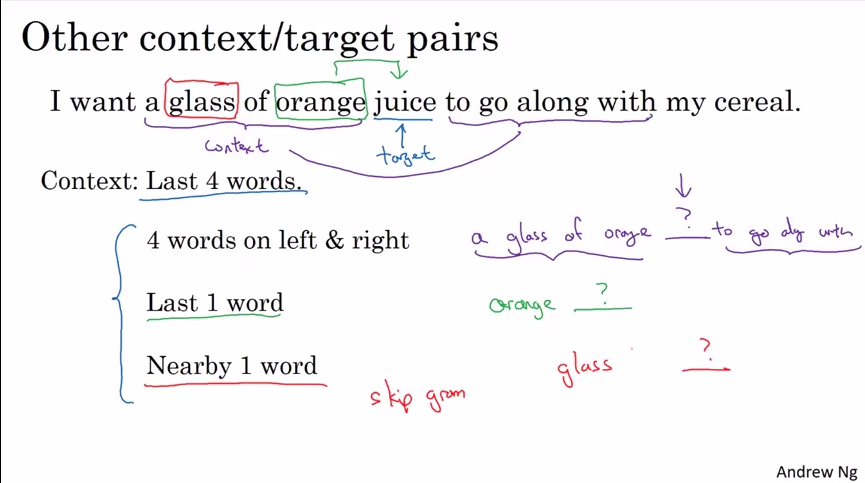 Other context/target pairs
I want a glass of orange juice to go along with my cereal.
context
target
Context: Last 4 words.
?
4 words on left & right
a glass of orange to go alg with
Last 1 word
orange ?
Nearby 1 word
glass ?
skip gram
Andrew Ng